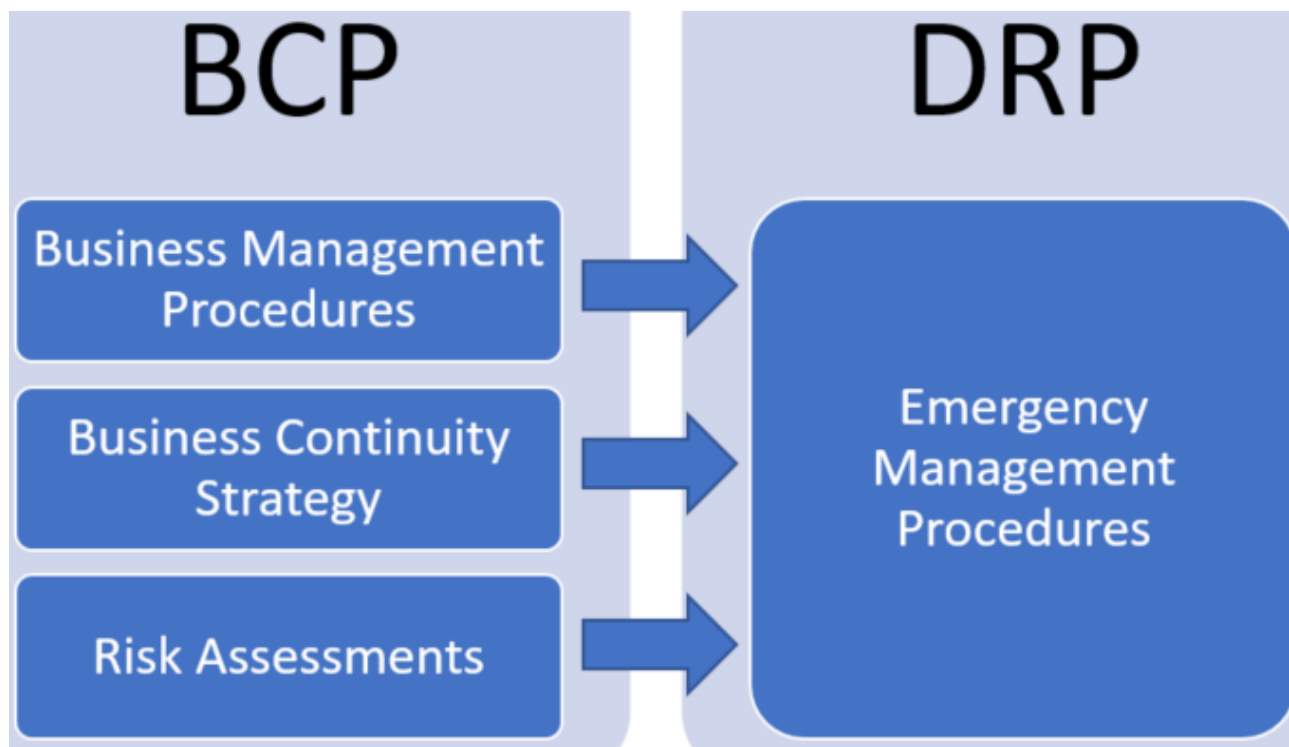 BCP
Business Management
Procedures
Business Continuity
Strategy
Risk Assessments
DRP
Emergency
Management
Procedures